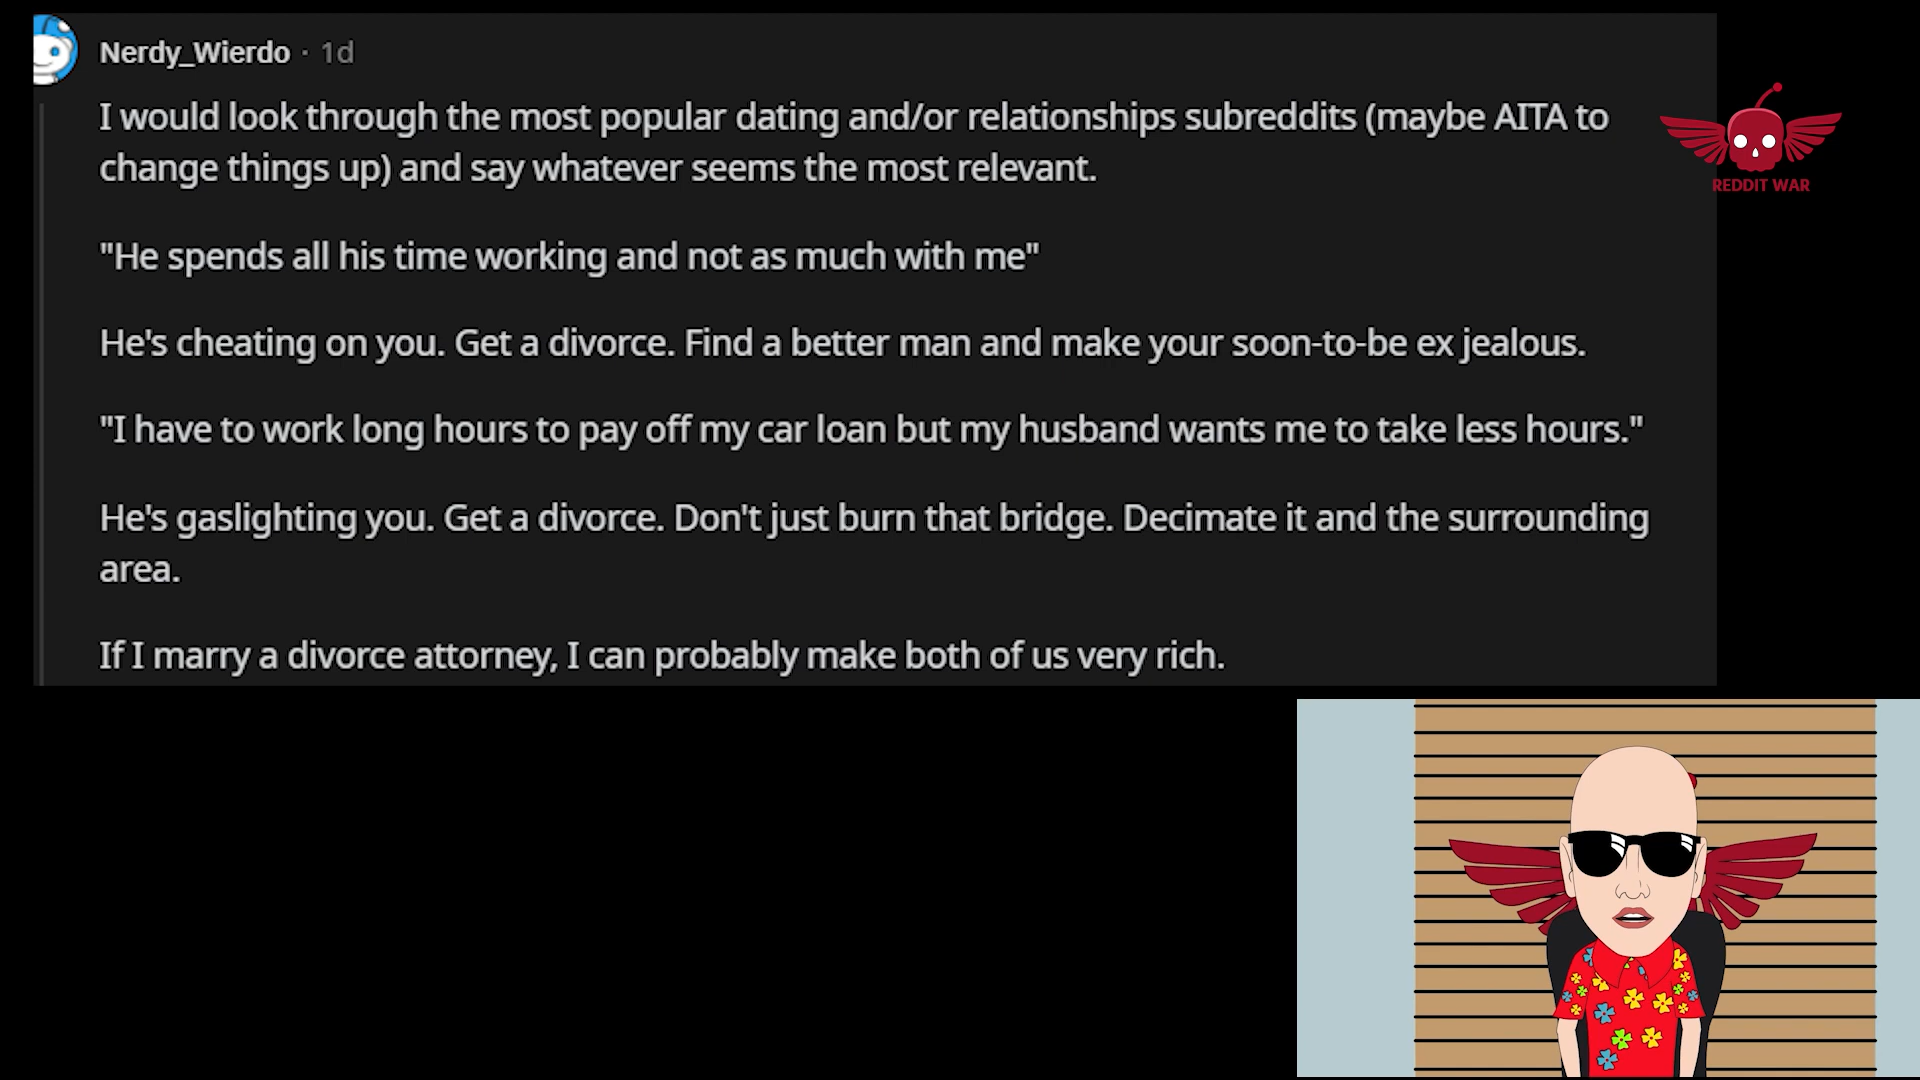 Nerdy_Wierdo · 1d
I would look through the most popular dating and/or relationships subreddits (maybe AITA to
change things up) and say whatever seems the most relevant.
"He spends all his time working and not as much with me"
He's cheating on you. Get a divorce. Find a better man and make your soon-to-be ex jealous.
"I have to work long hours to pay off my car loan but my husband wants me to take less hours."
He's gaslighting you. Get a divorce. Don't just burn that bridge. Decimate it and the surrounding
area.
If I marry a divorce attorney, I can probably make both of us very rich.
REDDIT WAR